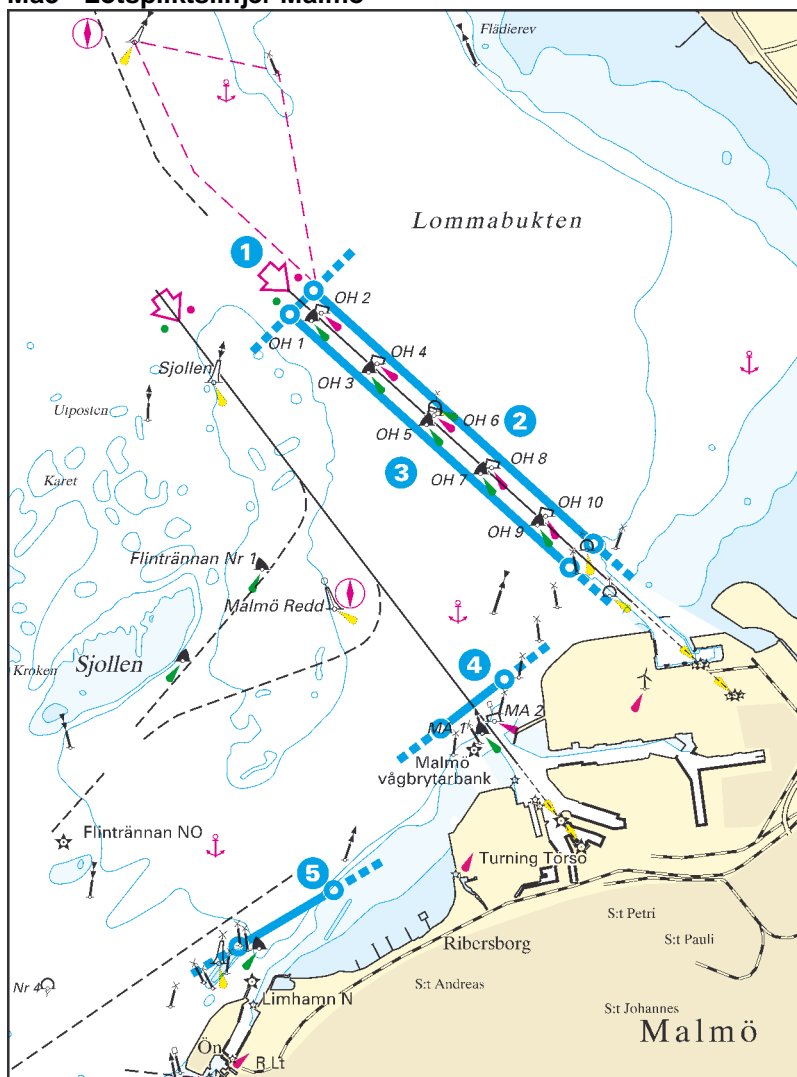 Flädierev
Lommabukten
1
OH 2
OH 1
OH 4
Sjollen
OH 3
Utposten
OH 6
2
OH 5
3
OH 8
Karet
OH 7
OH 10
OH 9
Flintrännan Nr 1
Malmö Redd
Sjollen
Kroken
4
MA 2
MA 1
Malmö
vågbrytarbank
Flintrännan NO
Turning Torso
5
S:t Petri
S:t Pauli
Ribersborg
S:t Andreas
Nr 4
Limhamn N
S:t Johannes
Malmö
Ön
R Lt